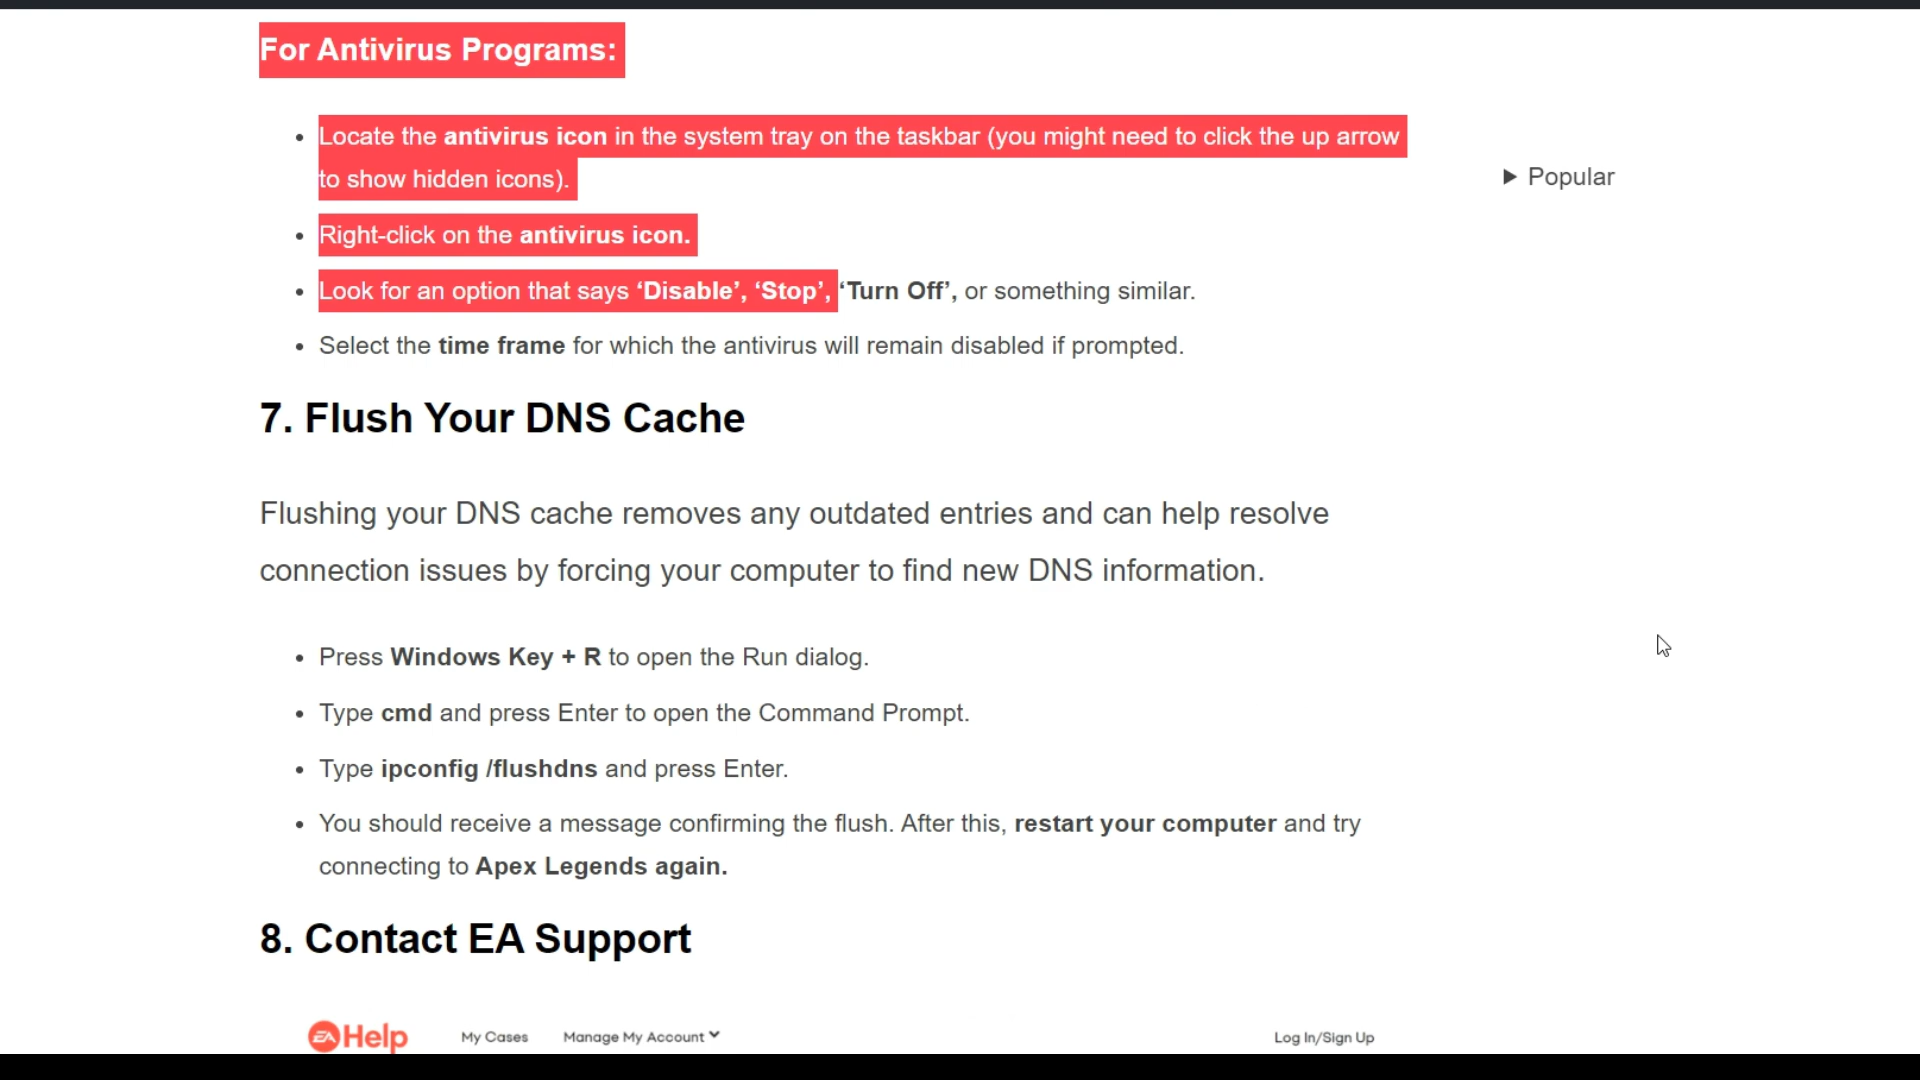 For Antivirus Programs:
Locate the antivirus icon in the system tray on the taskbar (you might need to click the up arrow
to show hidden icons).
Popular
Right-click on the antivirus icon.
Look for an option that says ‘Disable’, ‘Stop’, ‘Turn Off’, or something similar.
Select the time frame for which the antivirus will remain disabled if prompted.
7. Flush Your DNS Cache
Flushing your DNS cache removes any outdated entries and can help resolve
connection issues by forcing your computer to find new DNS information.
Press Windows Key + R to open the Run dialog.
Type cmd and press Enter to open the Command Prompt.
Type ipconfig /flushdns and press Enter.
You should receive a message confirming the flush. After this, restart your computer and try
connecting to Apex Legends again.
8. Contact EA Support
EA Help My Cases Manage My Account Log In/Sign Up